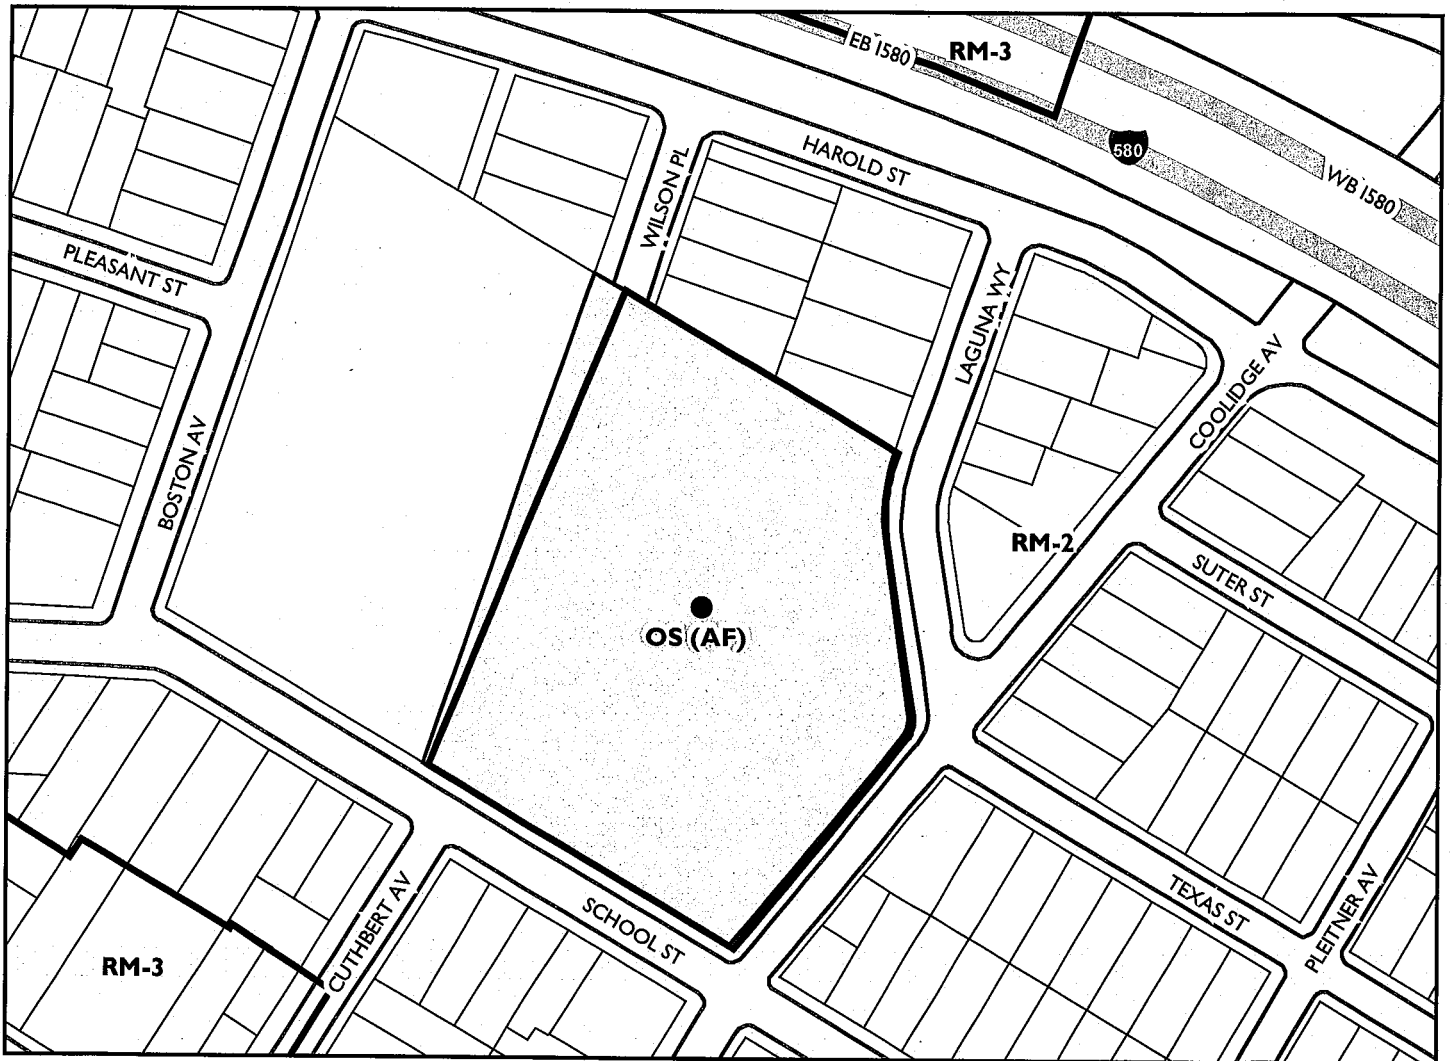 EB I580
RM-3
580
WB I580
HAROLD ST
WILSON PL
PLEASANT ST
LAGUNA WY
COOLIDGE AV
BOSTON AV
RM-2
SUTER ST
OS (AF)
CUTHBERT AV
SCHOOL ST
TEXAS ST
PLEITNER AV
RM-3